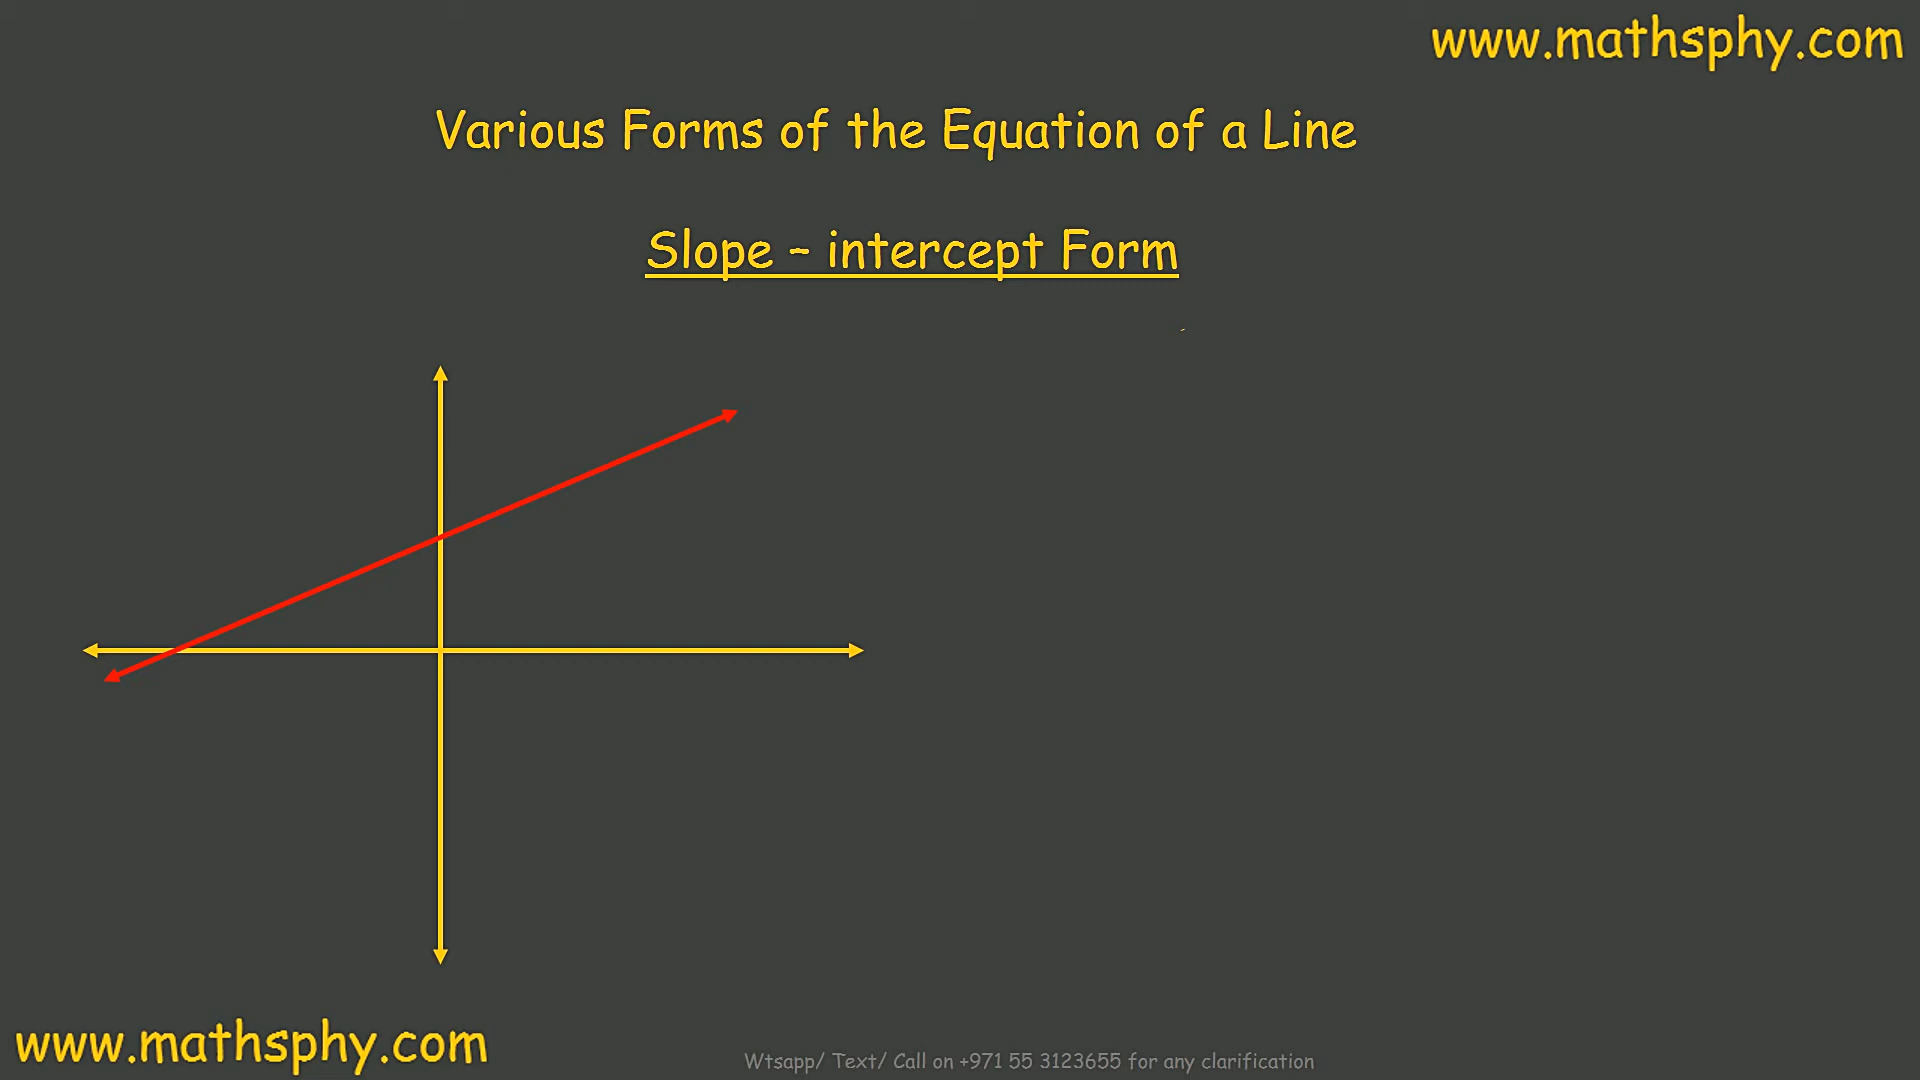 www.mathsphy.com
Various Forms of the Equation of a Line
Slope – intercept Form
www.mathsphy.com
Wtsapp/ Text/ Call on +971 55 3123655 for any clarification